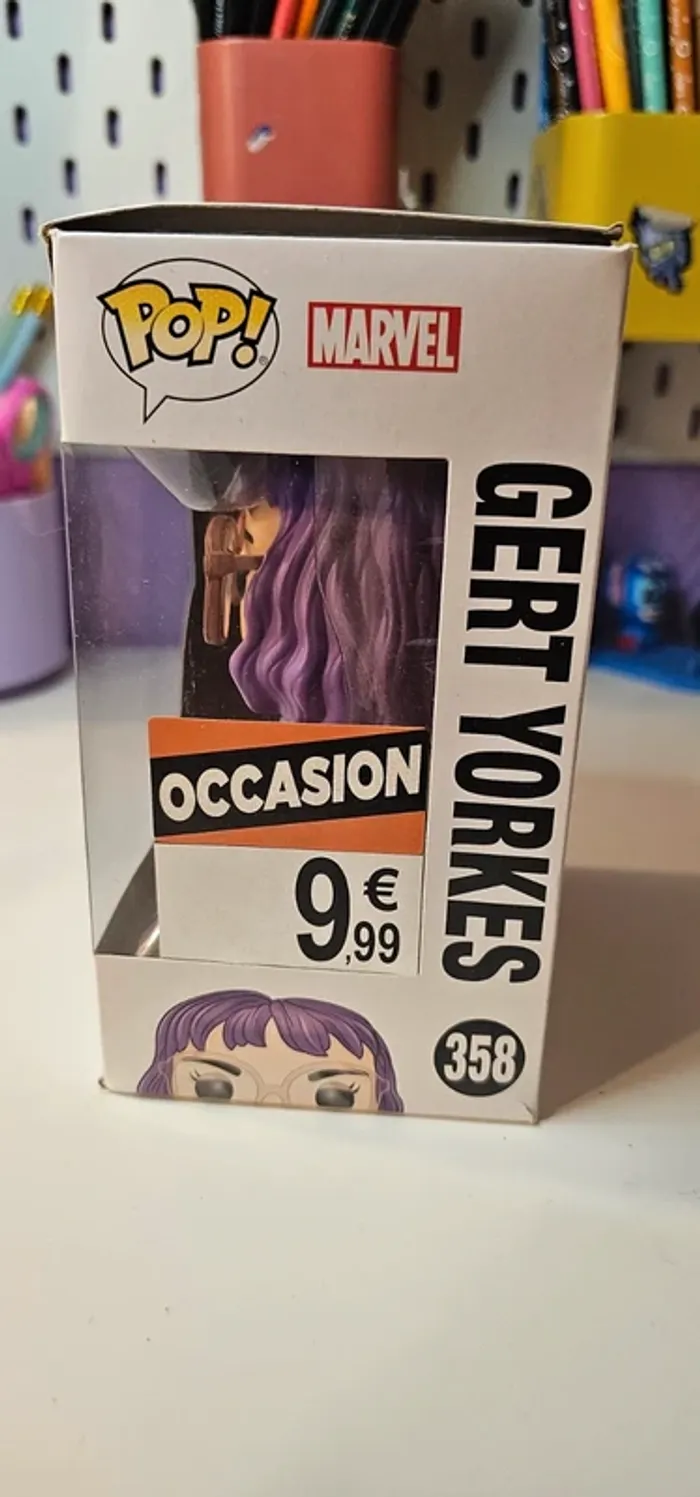 POP!
MARVEL
GERT YORKES
OCCASION
9,99 €
358